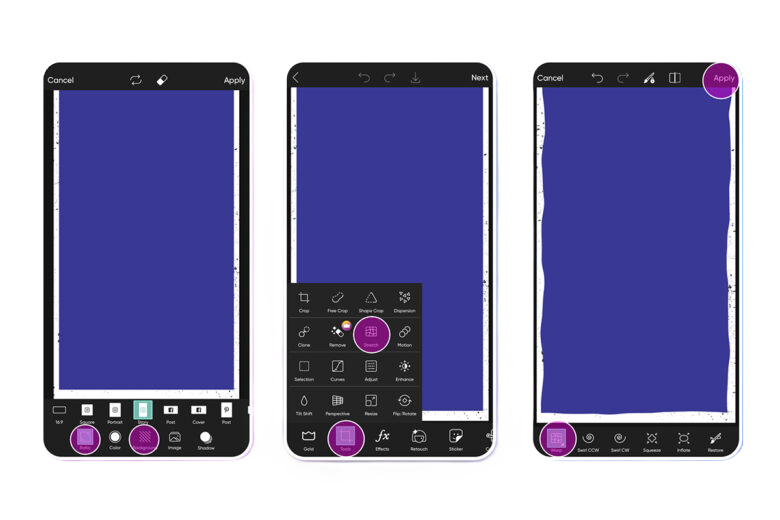 Cancel
Apply
16:9
Square
Portrait
Story
Post
Cover
Post
Ratio
Color
Background
Image
Shadow
Next
Crop
Free Crop
Shape Crop
Dispersion
Clone
Remove
Stretch
Motion
Selection
Curves
Adjust
Enhance
Tilt Shift
Perspective
Resize
Flip/Rotate
Gold
Tools
fx
Effects
Retouch
Sticker
Cancel
Apply
Warp
Swirl CCW
Swirl CW
Squeeze
Inflate
Restore